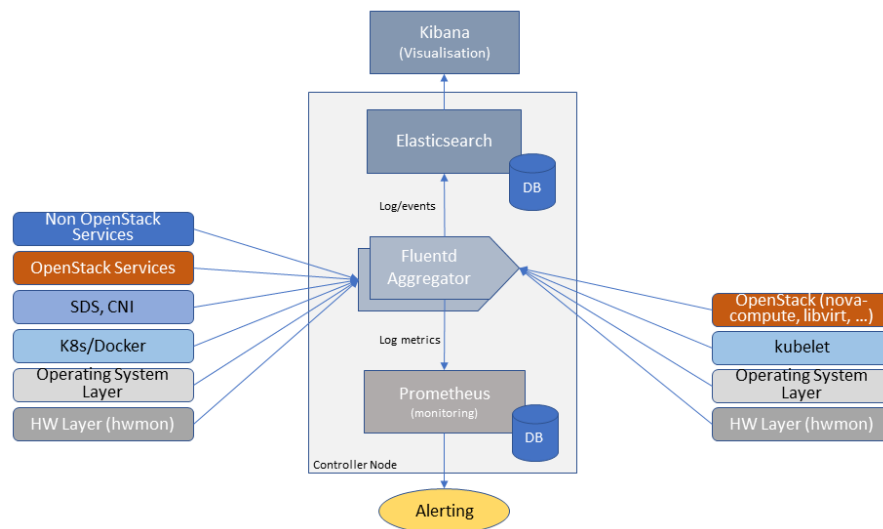 Kibana
(Visualisation)
Elasticsearch
DB
Log/events
Non OpenStack
Services
OpenStack Services
SDS, CNI
K8s/Docker
Operating System
Layer
HW Layer (hwmon)
Fluentd
Aggregator
Log metrics
Prometheus
(monitoring)
DB
Controller Node
Alerting
OpenStack (nova-
compute, libvirt, ...)
kubelet
Operating System
Layer
HW Layer (hwmon)